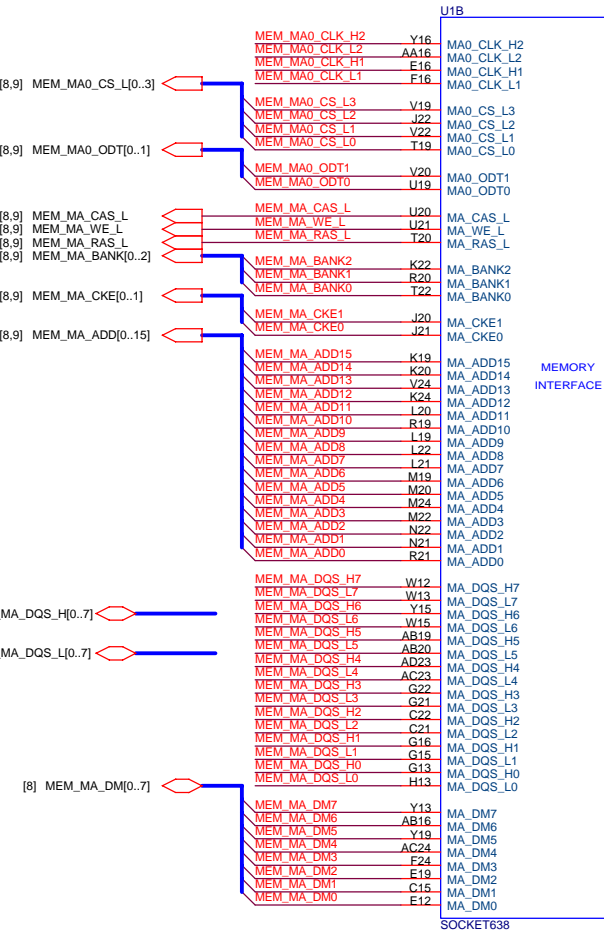 U1B
MEM_MA0_CLK_H2 Y16 MA0_CLK_H2
MEM_MA0_CLK_L2 AA16 MA0_CLK_L2
MEM_MA0_CLK_H1 E16 MA0_CLK_H1
MEM_MA0_CLK_L1 F16 MA0_CLK_L1
[8,9] MEM_MA0_CS_L[0..3]
MEM_MA0_CS_L3 V19 MA0_CS_L3
MEM_MA0_CS_L2 J22 MA0_CS_L2
MEM_MA0_CS_L1 V22 MA0_CS_L1
MEM_MA0_CS_L0 T19 MA0_CS_L0
[8,9] MEM_MA0_ODT[0..1]
MEM_MA0_ODT1 V20 MA0_ODT1
MEM_MA0_ODT0 U19 MA0_ODT0
[8,9] MEM_MA_CAS_L MEM_MA_CAS_L U20 MA_CAS_L
[8,9] MEM_MA_WE_L MEM_MA_WE_L U21 MA_WE_L
[8,9] MEM_MA_RAS_L MEM_MA_RAS_L T20 MA_RAS_L
[8,9] MEM_MA_BANK[0..2]
MEM_MA_BANK2 K22 MA_BANK2
MEM_MA_BANK1 R20 MA_BANK1
MEM_MA_BANK0 T22 MA_BANK0
[8,9] MEM_MA_CKE[0..1]
MEM_MA_CKE1 J20 MA_CKE1
MEM_MA_CKE0 J21 MA_CKE0
[8,9] MEM_MA_ADD[0..15]
MEM_MA_ADD15 K19 MA_ADD15
MEM_MA_ADD14 K20 MA_ADD14
MEM_MA_ADD13 V24 MA_ADD13
MEM_MA_ADD12 K24 MA_ADD12
MEM_MA_ADD11 L20 MA_ADD11
MEM_MA_ADD10 R19 MA_ADD10
MEM_MA_ADD9 L19 MA_ADD9
MEM_MA_ADD8 L22 MA_ADD8
MEM_MA_ADD7 L21 MA_ADD7
MEM_MA_ADD6 M19 MA_ADD6
MEM_MA_ADD5 M20 MA_ADD5
MEM_MA_ADD4 M24 MA_ADD4
MEM_MA_ADD3 M22 MA_ADD3
MEM_MA_ADD2 N22 MA_ADD2
MEM_MA_ADD1 N21 MA_ADD1
MEM_MA_ADD0 R21 MA_ADD0
MEMORY
INTERFACE
MEM_MA_DQS_H7 W12 MA_DQS_H7
MEM_MA_DQS_L7 W13 MA_DQS_L7
MEM_MA_DQS_H6 Y15 MA_DQS_H6
_MA_DQS_H[0..7]
MEM_MA_DQS_L6 W15 MA_DQS_L6
MEM_MA_DQS_H5 AB19 MA_DQS_H5
MEM_MA_DQS_L5 AB20 MA_DQS_L5
MA_DQS_L[0..7]
MEM_MA_DQS_H4 AD23 MA_DQS_H4
MEM_MA_DQS_L4 AC23 MA_DQS_L4
MEM_MA_DQS_H3 G22 MA_DQS_H3
MEM_MA_DQS_L3 G21 MA_DQS_L3
MEM_MA_DQS_H2 C22 MA_DQS_H2
MEM_MA_DQS_L2 C21 MA_DQS_L2
MEM_MA_DQS_H1 G16 MA_DQS_H1
MEM_MA_DQS_L1 G15 MA_DQS_L1
MEM_MA_DQS_H0 G13 MA_DQS_H0
MEM_MA_DQS_L0 H13 MA_DQS_L0
[8] MEM_MA_DM[0..7]
MEM_MA_DM7 Y13 MA_DM7
MEM_MA_DM6 AB16 MA_DM6
MEM_MA_DM5 Y19 MA_DM5
MEM_MA_DM4 AC24 MA_DM4
MEM_MA_DM3 F24 MA_DM3
MEM_MA_DM2 E19 MA_DM2
MEM_MA_DM1 C15 MA_DM1
MEM_MA_DM0 E12 MA_DM0
SOCKET638